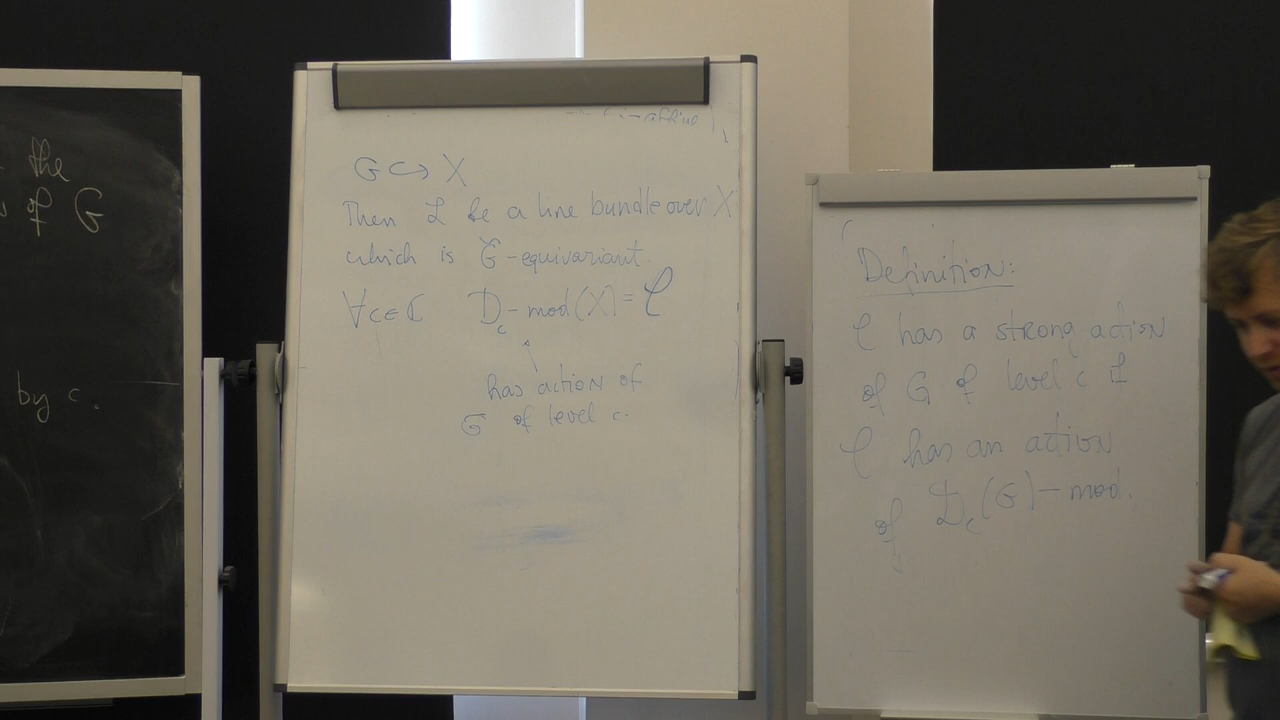 the
of G
by c.
affine
G ↪ X
Then ℒ be a line bundle over X
which is G̃-equivariant.
∀c∈ℂ D_c-mod(X) = 𝒞
has action of
G of level c.
Definition:
𝒞 has a strong action
of G of level c if
𝒞 has an action
of D_c(G)-mod.